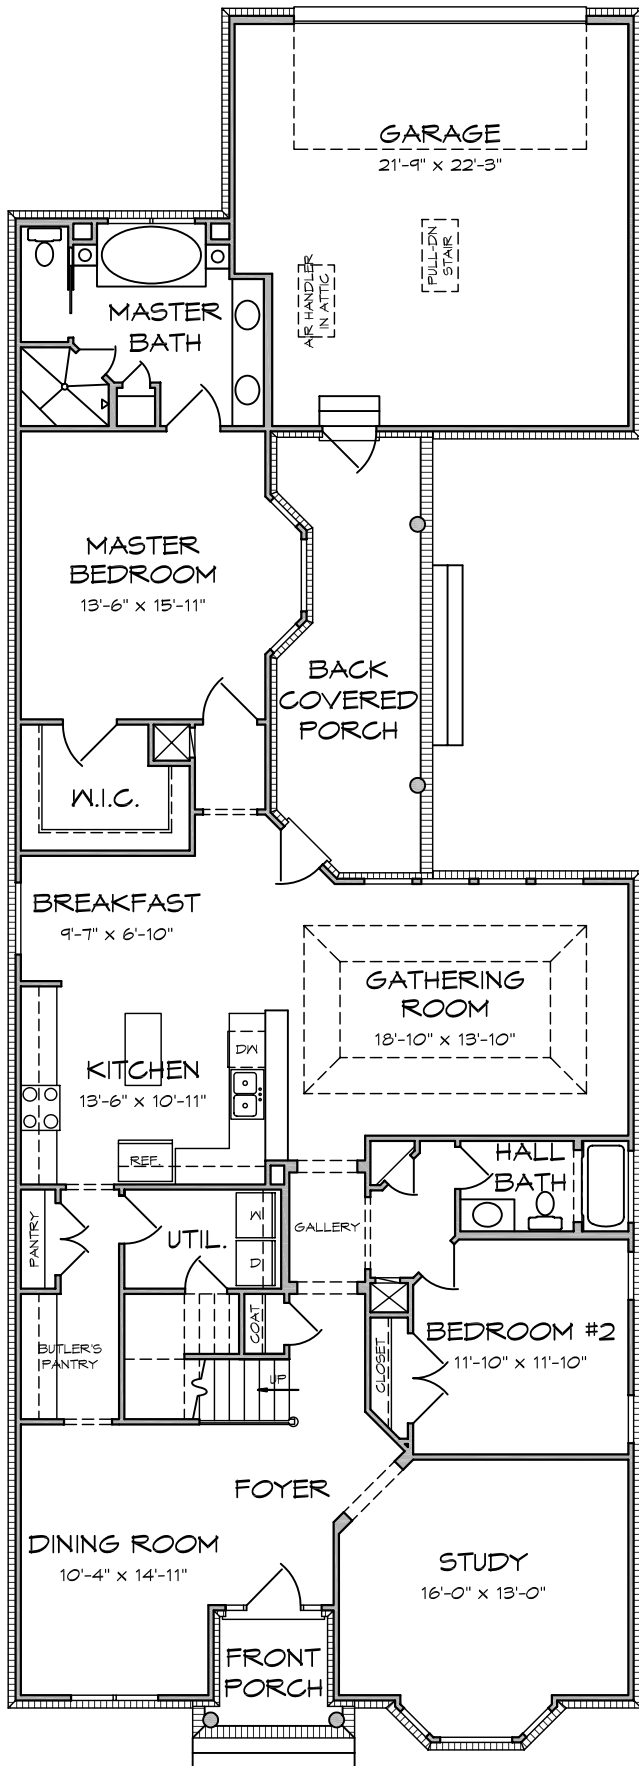 GARAGE
21'-9" x 22'-3"
PULL-DN
STAIR
AIR HANDLER
IN ATTIC
MASTER
BATH
MASTER
BEDROOM
13'-6" x 15'-11"
BACK
COVERED
PORCH
W.I.C.
BREAKFAST
9'-7" x 6'-10"
GATHERING
ROOM
18'-10" x 13'-10"
DW
KITCHEN
13'-6" x 10'-11"
REF.
HALL
BATH
PANTRY
UTIL.
W
D
GALLERY
COAT
BUTLER'S
PANTRY
UP
CLOSET
BEDROOM #2
11'-10" x 11'-10"
FOYER
DINING ROOM
10'-4" x 14'-11"
STUDY
16'-0" x 13'-0"
FRONT
PORCH